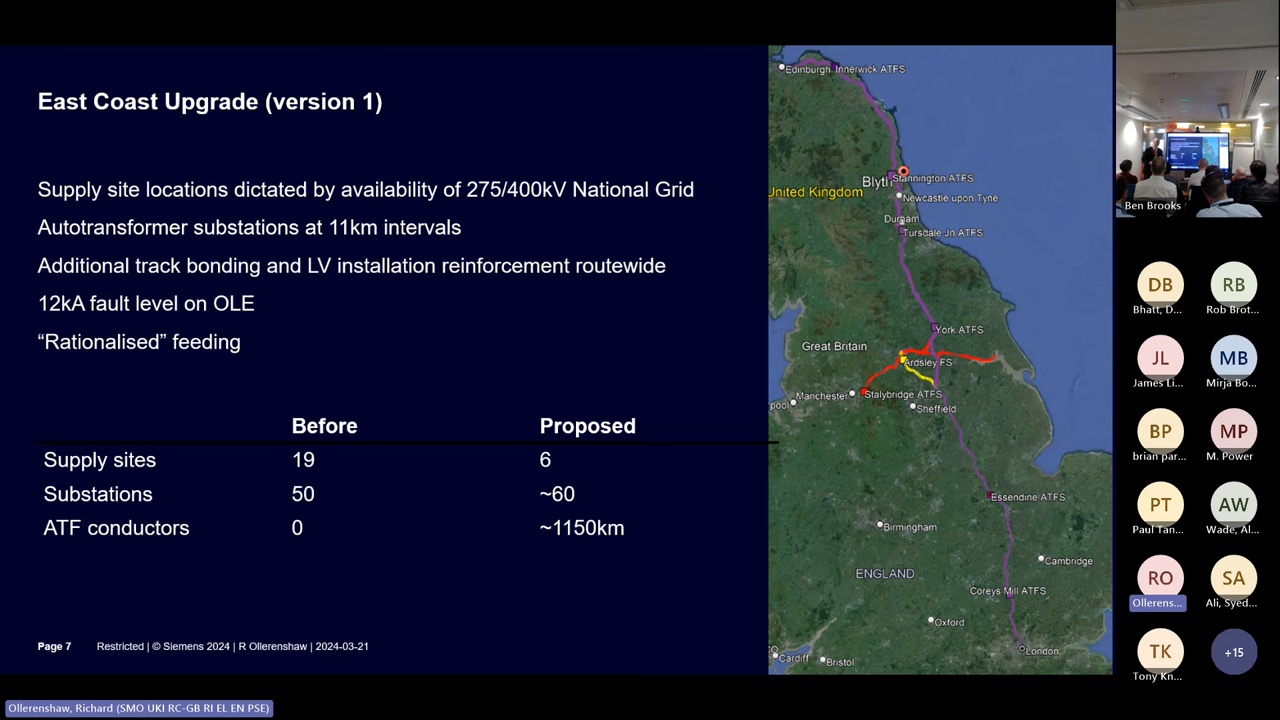 East Coast Upgrade (version 1)
Supply site locations dictated by availability of 275/400kV National Grid
Autotransformer substations at 11km intervals
Additional track bonding and LV installation reinforcement routewide
12kA fault level on OLE
“Rationalised” feeding
Before Proposed
Supply sites 19 6
Substations 50 ~60
ATF conductors 0 ~1150km
Page 7 Restricted | © Siemens 2024 | R Ollerenshaw | 2024-03-21
Edinburgh Innerwick ATFS
Blyth Stannington ATFS
United Kingdom
Newcastle upon Tyne
Durham
Tursdale Jn ATFS
York ATFS
Great Britain
Ardsley FS
Manchester Stalybridge ATFS
pool
Sheffield
Essendine ATFS
Birmingham
Cambridge
ENGLAND
Coreys Mill ATFS
Oxford
London
Cardiff Bristol
Ben Brooks
DB RB
Bhatt, D... Rob Brot...
JL MB
James Li... Mirja Bo...
BP MP
brian par... M. Power
PT AW
Paul Tan... Wade, Al...
RO SA
Ollerens... Ali, Syed...
TK +15
Tony Kn...
Ollerenshaw, Richard (SMO UKI RC-GB RI EL EN PSE)